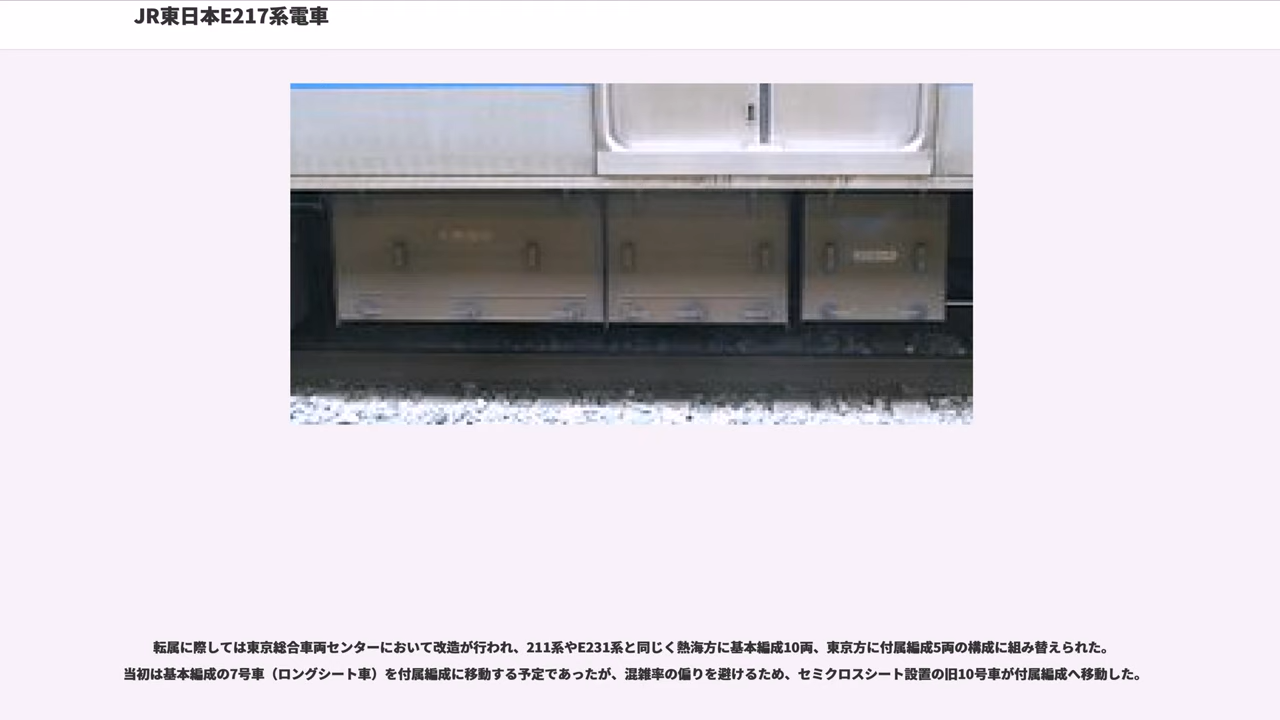 JR東日本E217系電車
転属に際しては東京総合車両センターにおいて改造が行われ、211系やE231系と同じく熱海方に基本編成10両、東京方に付属編成5両の構成に組み替えられた。
当初は基本編成の7号車（ロングシート車）を付属編成に移動する予定であったが、混雑率の偏りを避けるため、セミクロスシート設置の旧10号車が付属編成へ移動した。